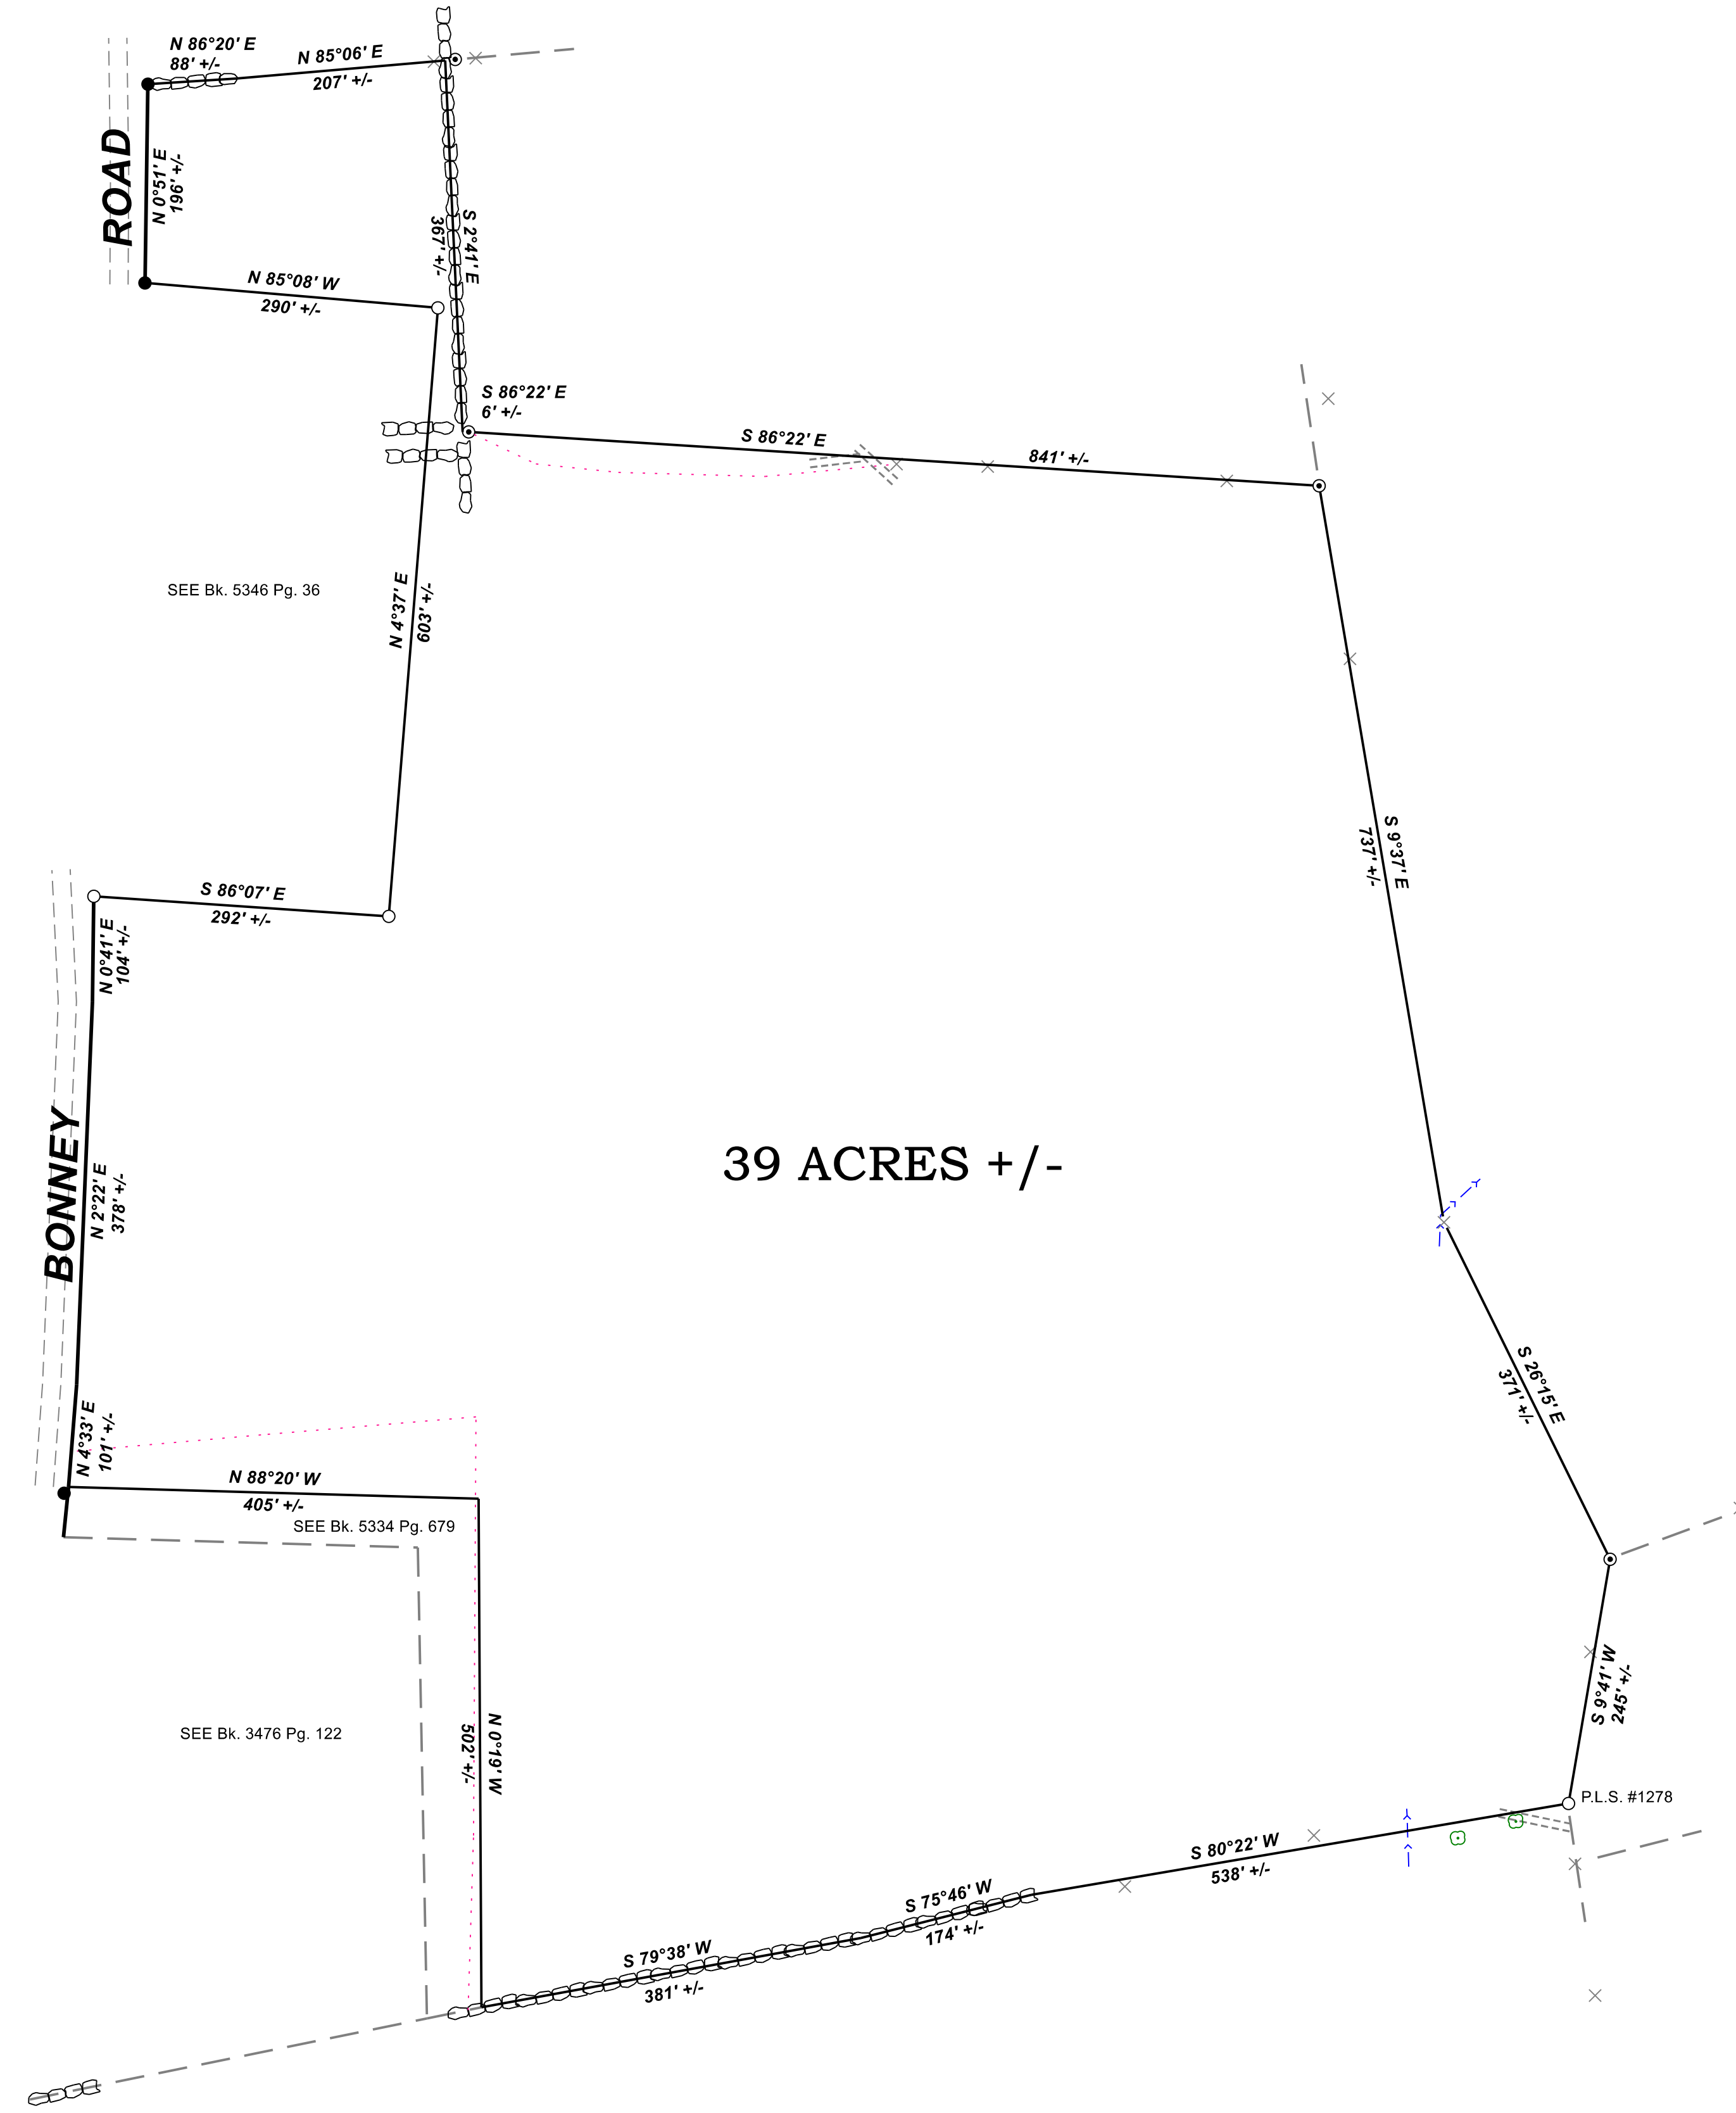 N 86°20' E
88' +/-
N 85°06' E
207' +/-
ROAD
N 0°51' E
196' +/-
S 2°41' E
367' +/-
N 85°08' W
290' +/-
S 86°22' E
6' +/-
S 86°22' E
841' +/-
SEE Bk. 5346 Pg. 36
N 4°37' E
603' +/-
S 9°37' E
737' +/-
S 86°07' E
292' +/-
N 0°41' E
104' +/-
BONNEY
N 2°22' E
378' +/-
39 ACRES +/-
S 26°15' E
371' +/-
N 4°33' E
101' +/-
N 88°20' W
405' +/-
SEE Bk. 5334 Pg. 679
SEE Bk. 3476 Pg. 122
N 0°19' W
502' +/-
S 9°41' W
245' +/-
P.L.S. #1278
S 80°22' W
538' +/-
S 75°46' W
174' +/-
S 79°38' W
381' +/-